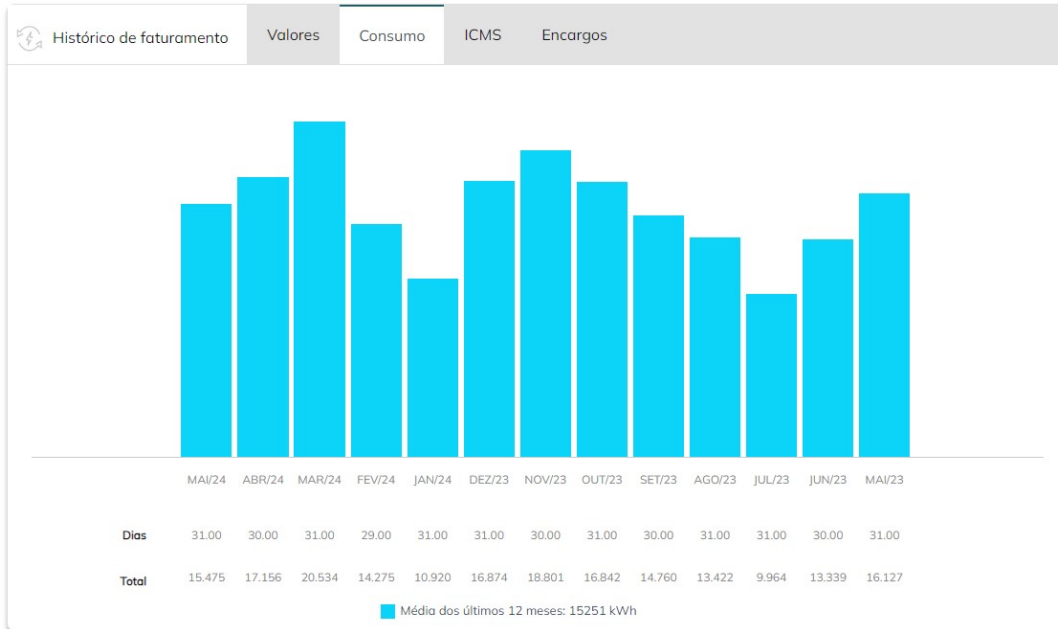 Histórico de faturamento Valores Consumo ICMS Encargos
MAI/24 ABR/24 MAR/24 FEV/24 JAN/24 DEZ/23 NOV/23 OUT/23 SET/23 AGO/23 JUL/23 JUN/23 MAI/23
Dias 31.00 30.00 31.00 29.00 31.00 31.00 30.00 31.00 30.00 31.00 31.00 30.00 31.00
Total 15.475 17.156 20.534 14.275 10.920 16.874 18.801 16.842 14.760 13.422 9.964 13.339 16.127
Média dos últimos 12 meses: 15251 kWh